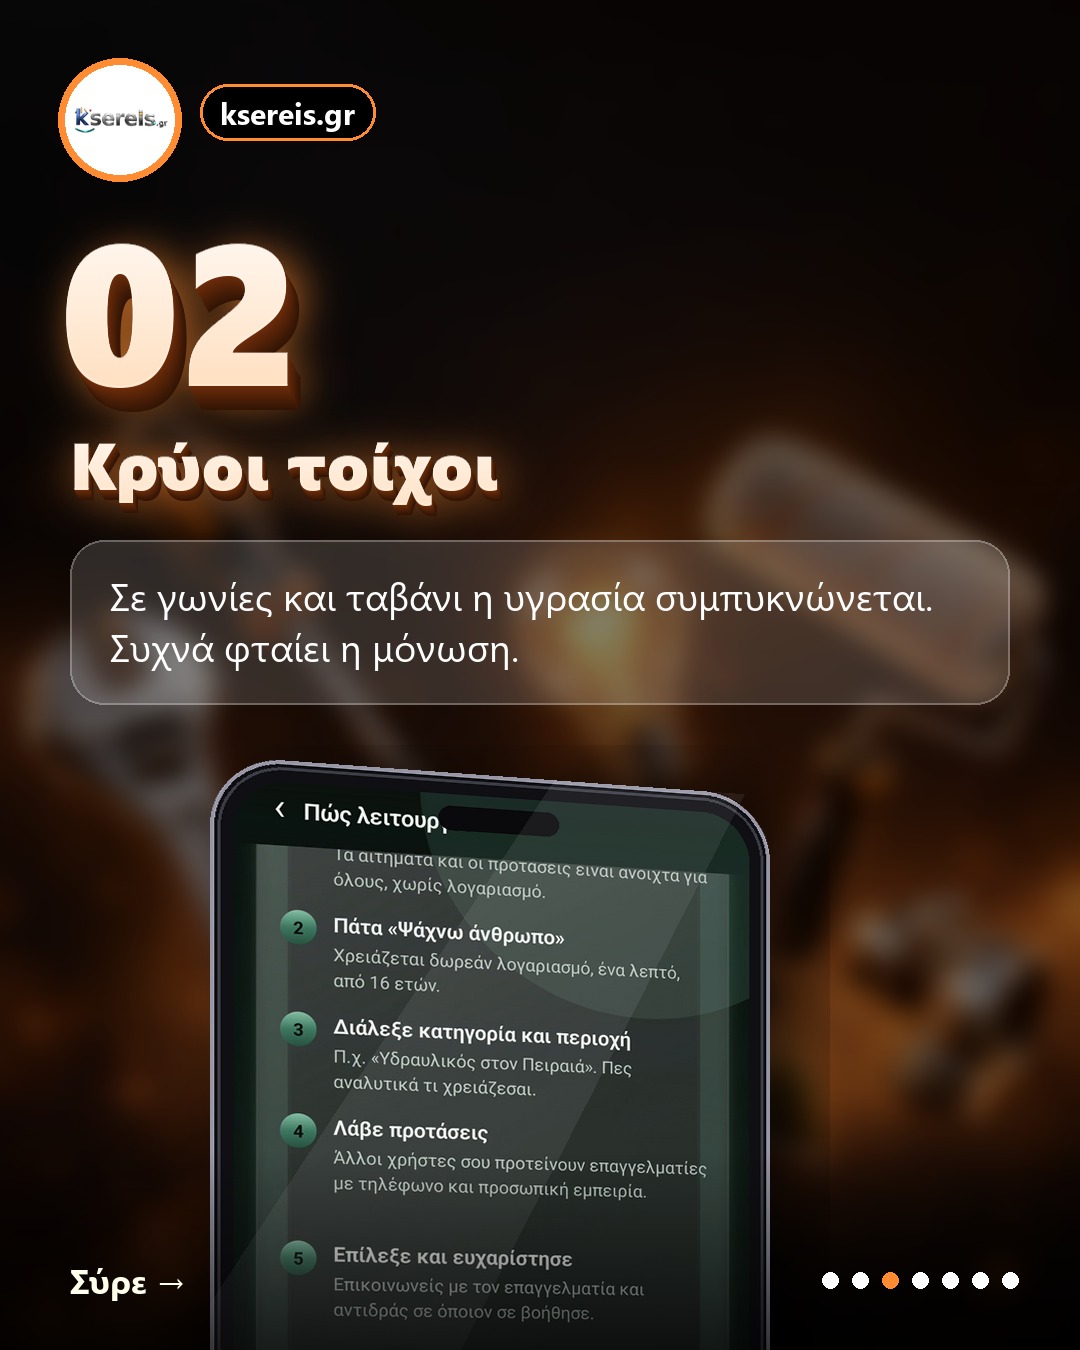 ksereis.gr
ksereis.gr
02
Κρύοι τοίχοι
Σε γωνίες και ταβάνι η υγρασία συμπυκνώνεται.
Συχνά φταίει η μόνωση.
Πώς
Τα αιτήματα και οι προτάσεις είναι ανοιχτα για
όλους, χωρίς λογαριασμό.
2 Πάτα «Ψάχνω άνθρωπο»
Χρειάζεται δωρεάν λογαριασμό, ένα λεπτό,
από 16 ετών.
3 Διάλεξε κατηγορία και περιοχή
Π.χ. «Υδραυλικός στον Πειραιά». Πες
αναλυτικά τι χρειάζεσαι.
4 Λάβε προτάσεις
Άλλοι χρήστες σου προτείνουν επαγγελματίες
με τηλέφωνο και προσωπική εμπειρία.
5 Επίλεξε και ευχαρίστησε
Επικοινωνείς με τον επαγγελματία και
αντιδράς σε όποιον σε βοήθησε.
Σύρε →